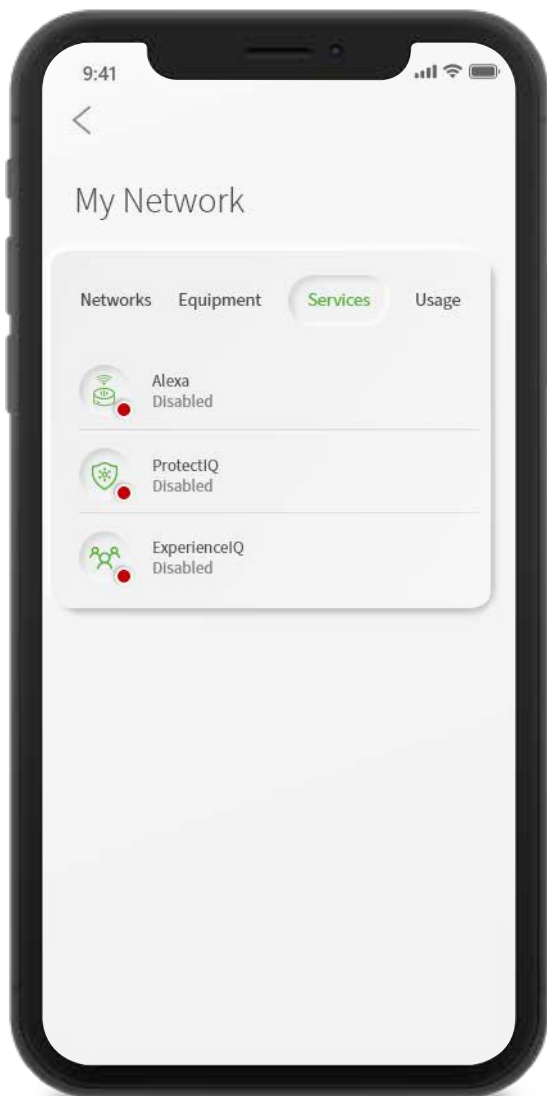 9:41
My Network
Networks Equipment Services Usage
Alexa
Disabled
ProtectIQ
Disabled
ExperienceIQ
Disabled